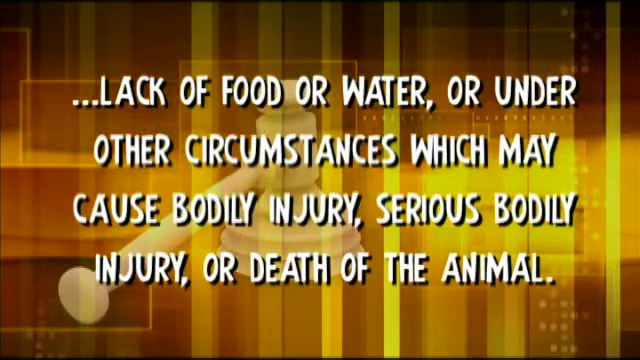 ...LACK OF FOOD OR WATER, OR UNDER
OTHER CIRCUMSTANCES WHICH MAY
CAUSE BODILY INJURY, SERIOUS BODILY
INJURY, OR DEATH OF THE ANIMAL.